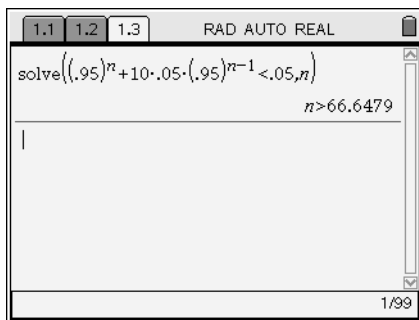 1.1 1.2 1.3 RAD AUTO REAL
solve((.95)ⁿ+10·.05·(.95)ⁿ⁻¹<.05,n)
n>66.6479
1/99